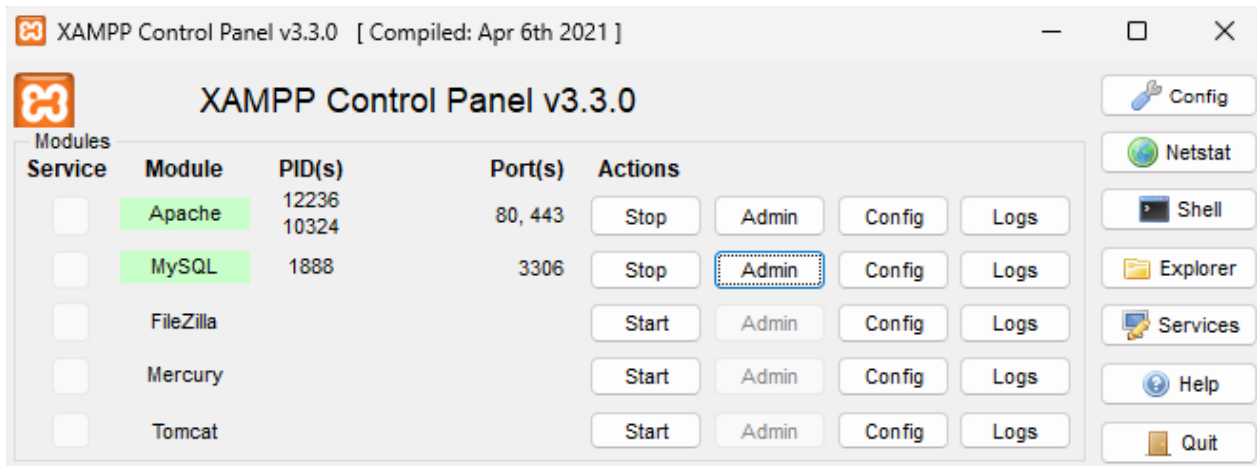 XAMPP Control Panel v3.3.0 [ Compiled: Apr 6th 2021 ]
XAMPP Control Panel v3.3.0
Config
Modules
Netstat
Service Module PID(s) Port(s) Actions
Apache 12236 10324 80, 443 Stop Admin Config Logs
Shell
MySQL 1888 3306 Stop Admin Config Logs
Explorer
FileZilla Start Admin Config Logs
Services
Mercury Start Admin Config Logs
Help
Tomcat Start Admin Config Logs
Quit